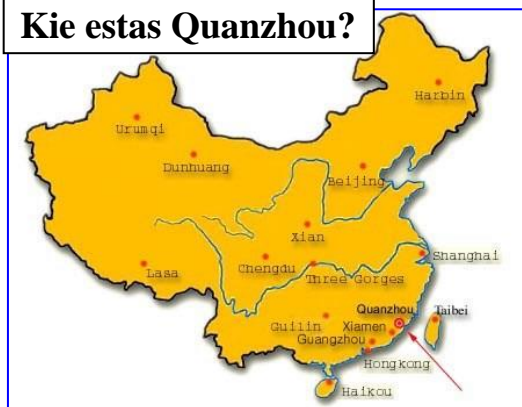 Kie estas Quanzhou?
Harbin
Urumqi
Dunhuang
Beijing
Xian
Shanghai
Lasa
Chengdu
Three Gorges
Quanzhou
Taibei
Guilin
Xiamen
Guangzhou
Hongkong
Haikou